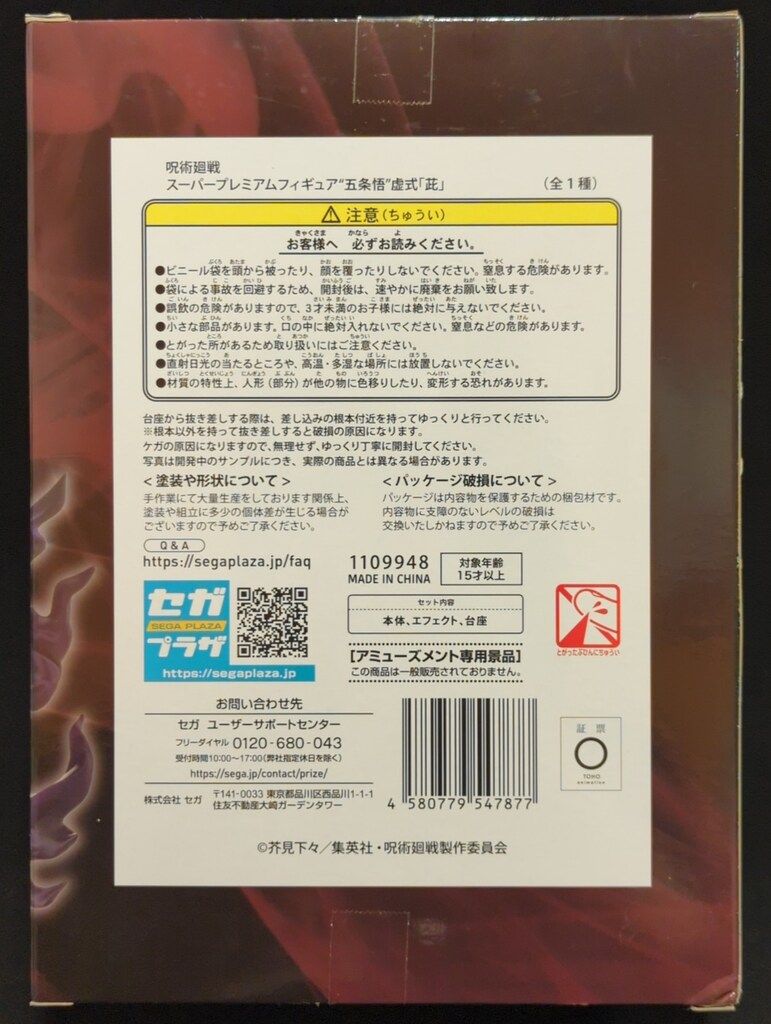 呪術廻戦
スーパープレミアムフィギュア“五条悟”虚式「茈」 (全1種)
⚠ 注意(ちゅうい)
お客様へ 必ずお読みください。
●ビニール袋を頭から被ったり、顔を覆ったりしないでください。窒息する危険があります。
●袋による事故を回避するため、開封後は、速やかに廃棄をお願い致します。
●誤飲の危険がありますので、3才未満のお子様には絶対に与えないでください。
●小さな部品があります。口の中に絶対入れないでください。窒息などの危険があります。
●とがった所があるため取り扱いにはご注意ください。
●直射日光の当たるところや、高温・多湿な場所には放置しないでください。
●材質の特性上、人形(部分)が他の物に色移りしたり、変形する恐れがあります。
台座から抜き差しする際は、差し込みの根本付近を持ってゆっくりと行ってください。
※根本以外を持って抜き差しすると破損の原因になります。
ケガの原因になりますので、無理せず、ゆっくり丁寧に開封してください。
写真は開発中のサンプルにつき、実際の商品とは異なる場合があります。
<塗装や形状について>
手作業にて大量生産をしております関係上、
塗装や組立に多少の個体差が生じる場合が
ございますので予めご了承ください。
<パッケージ破損について>
パッケージは内容物を保護するための梱包材です。
内容物に支障のないレベルの破損は
交換いたしかねますので予めご了承ください。
Q&A
https://segaplaza.jp/faq
セガ
SEGA PLAZA
プラザ
https://segaplaza.jp
1109948
MADE IN CHINA
対象年齢
15才以上
セット内容
本体、エフェクト、台座
[アミューズメント専用景品]
この商品は一般販売されておりません。
とがったぶひんにちゅうい
お問い合わせ先
セガ ユーザーサポートセンター
フリーダイヤル 0120-680-043
受付時間10:00～17:00(弊社指定休日を除く)
https://sega.jp/contact/prize/
株式会社 セガ 〒141-0033 東京都品川区西品川1-1-1
住友不動産大崎ガーデンタワー
4 580779 547877
証票
TOHO
animation
©芥見下々／集英社・呪術廻戦製作委員会